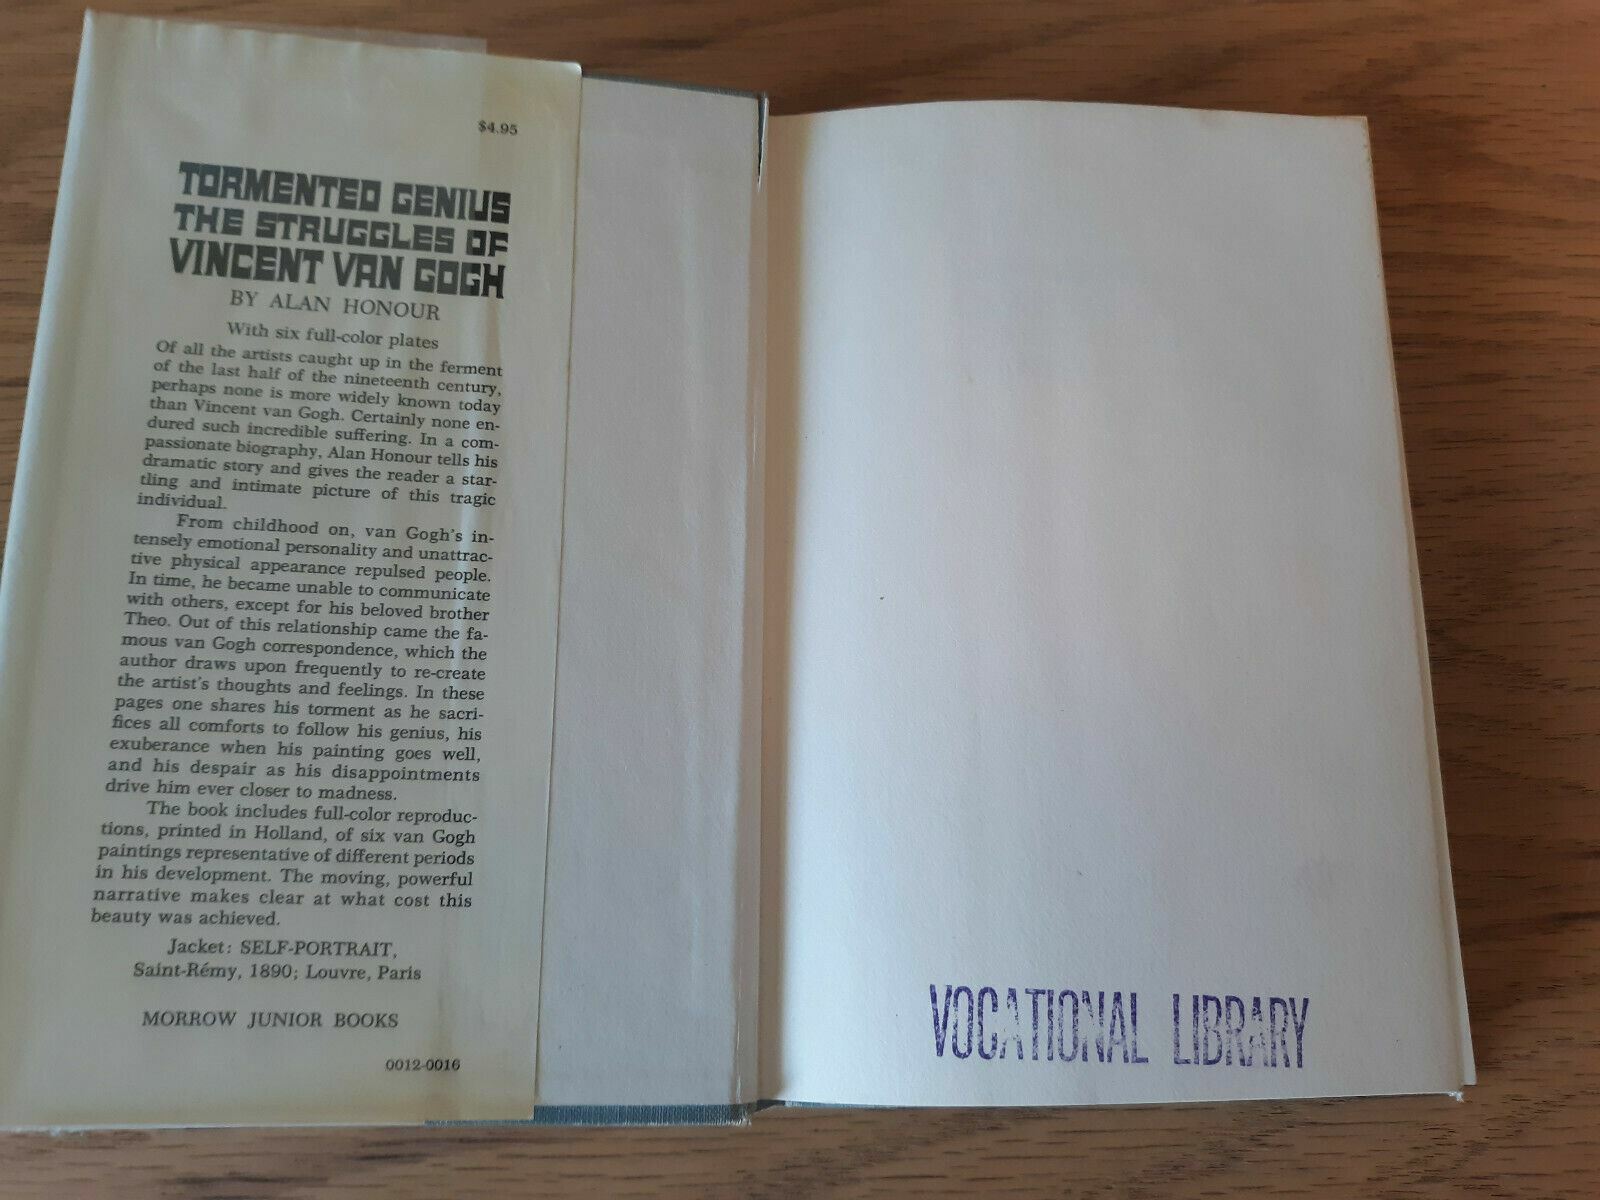 $4.95
TORMENTED GENIUS
THE STRUGGLES OF
VINCENT VAN GOGH
BY ALAN HONOUR
With six full-color plates
Of all the artists caught up in the ferment
of the last half of the nineteenth century,
perhaps none is more widely known today
than Vincent van Gogh. Certainly none en-
dured such incredible suffering. In a com-
passionate biography, Alan Honour tells his
dramatic story and gives the reader a star-
tling and intimate picture of this tragic
individual.
From childhood on, van Gogh's in-
tensely emotional personality and unattrac-
tive physical appearance repulsed people.
In time, he became unable to communicate
with others, except for his beloved brother
Theo. Out of this relationship came the fa-
mous van Gogh correspondence, which the
author draws upon frequently to re-create
the artist's thoughts and feelings. In these
pages one shares his torment as he sacri-
fices all comforts to follow his genius, his
exuberance when his painting goes well,
and his despair as his disappointments
drive him ever closer to madness.
The book includes full-color reproduc-
tions, printed in Holland, of six van Gogh
paintings representative of different periods
in his development. The moving, powerful
narrative makes clear at what cost this
beauty was achieved.
Jacket: SELF-PORTRAIT,
Saint-Rémy, 1890; Louvre, Paris
MORROW JUNIOR BOOKS
0012-0016
VOCATIONAL LIBRARY